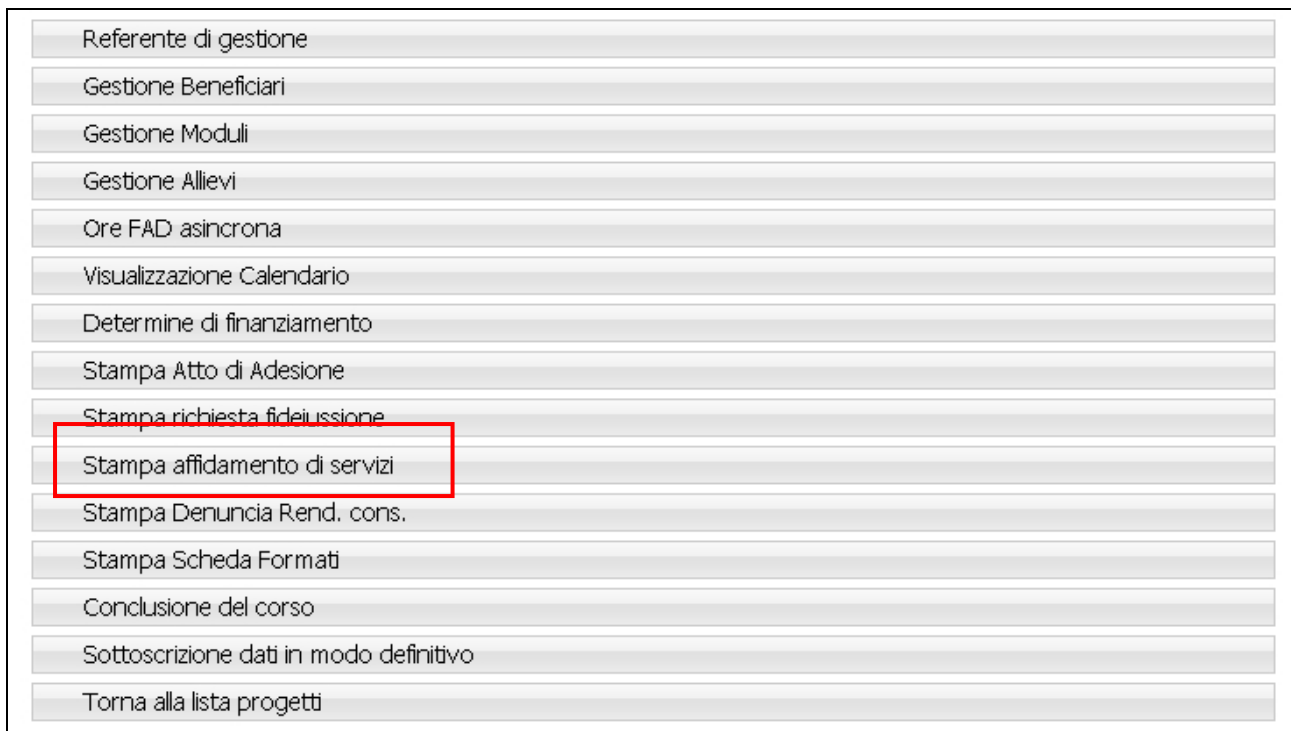 Referente di gestione
Gestione Beneficiari
Gestione Moduli
Gestione Allievi
Ore FAD asincrona
Visualizzazione Calendario
Determine di finanziamento
Stampa Atto di Adesione
Stampa richiesta fideiussione
Stampa affidamento di servizi
Stampa Denuncia Rend. cons.
Stampa Scheda Formati
Conclusione del corso
Sottoscrizione dati in modo definitivo
Torna alla lista progetti